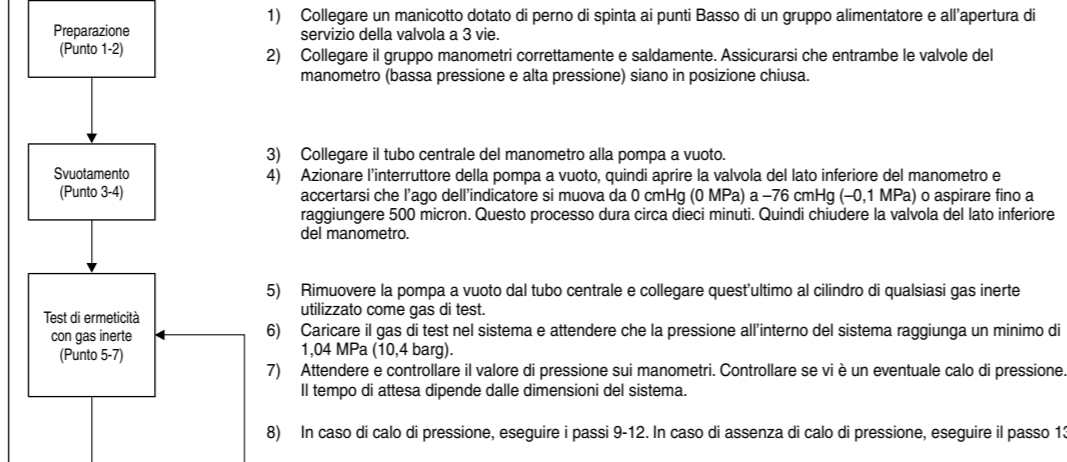 Preparazione
(Punto 1-2)
1) Collegare un manicotto dotato di perno di spinta ai punti Basso di un gruppo alimentatore e all'apertura di
servizio della valvola a 3 vie.
2) Collegare il gruppo manometri correttamente e saldamente. Assicurarsi che entrambe le valvole del
manometro (bassa pressione e alta pressione) siano in posizione chiusa.
Svuotamento
(Punto 3-4)
3) Collegare il tubo centrale del manometro alla pompa a vuoto.
4) Azionare l'interruttore della pompa a vuoto, quindi aprire la valvola del lato inferiore del manometro e
accertarsi che l'ago dell'indicatore si muova da 0 cmHg (0 MPa) a –76 cmHg (–0,1 MPa) o aspirare fino a
raggiungere 500 micron. Questo processo dura circa dieci minuti. Quindi chiudere la valvola del lato inferiore
del manometro.
Test di ermeticità
con gas inerte
(Punto 5-7)
5) Rimuovere la pompa a vuoto dal tubo centrale e collegare quest'ultimo al cilindro di qualsiasi gas inerte
utilizzato come gas di test.
6) Caricare il gas di test nel sistema e attendere che la pressione all'interno del sistema raggiunga un minimo di
1,04 MPa (10,4 barg).
7) Attendere e controllare il valore di pressione sui manometri. Controllare se vi è un eventuale calo di pressione.
Il tempo di attesa dipende dalle dimensioni del sistema.
8) In caso di calo di pressione, eseguire i passi 9-12. In caso di assenza di calo di pressione, eseguire il passo 13